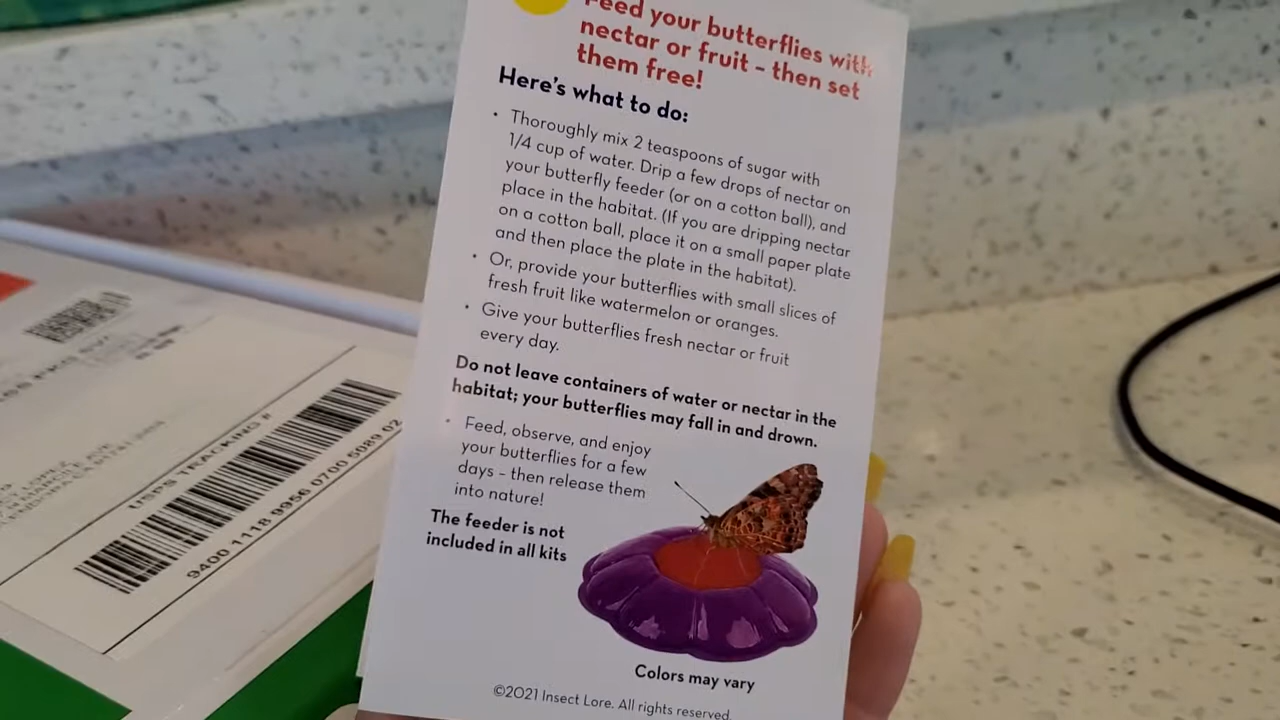 Feed your butterflies with
nectar or fruit – then set
them free!
Here's what to do:
• Thoroughly mix 2 teaspoons of sugar with
1/4 cup of water. Drip a few drops of nectar on
your butterfly feeder (or on a cotton ball), and
place in the habitat. (If you are dripping nectar
on a cotton ball, place it on a small paper plate
and then place the plate in the habitat).
• Or, provide your butterflies with small slices of
fresh fruit like watermelon or oranges.
• Give your butterflies fresh nectar or fruit
every day.
Do not leave containers of water or nectar in the
habitat; your butterflies may fall in and drown.
• Feed, observe, and enjoy
your butterflies for a few
days – then release them
into nature!
The feeder is not
included in all kits
Colors may vary
©2021 Insect Lore. All rights reserved.
USPS TRACKING #
9400 1118 9956 0700 5089 02